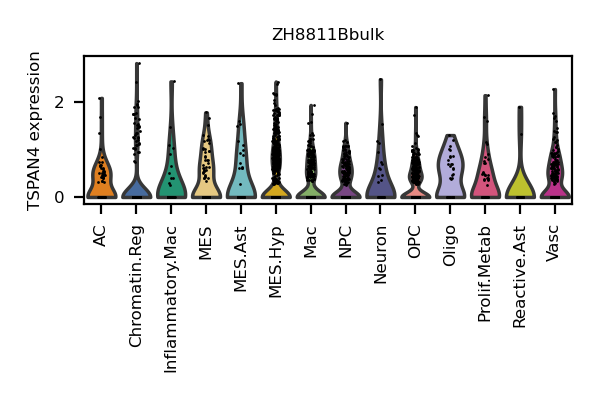 ZH8811Bbulk
TSPAN4 expression
2
0
AC
Chromatin.Reg
Inflammatory.Mac
MES
MES.Ast
MES.Hyp
Mac
NPC
Neuron
OPC
Oligo
Prolif.Metab
Reactive.Ast
Vasc